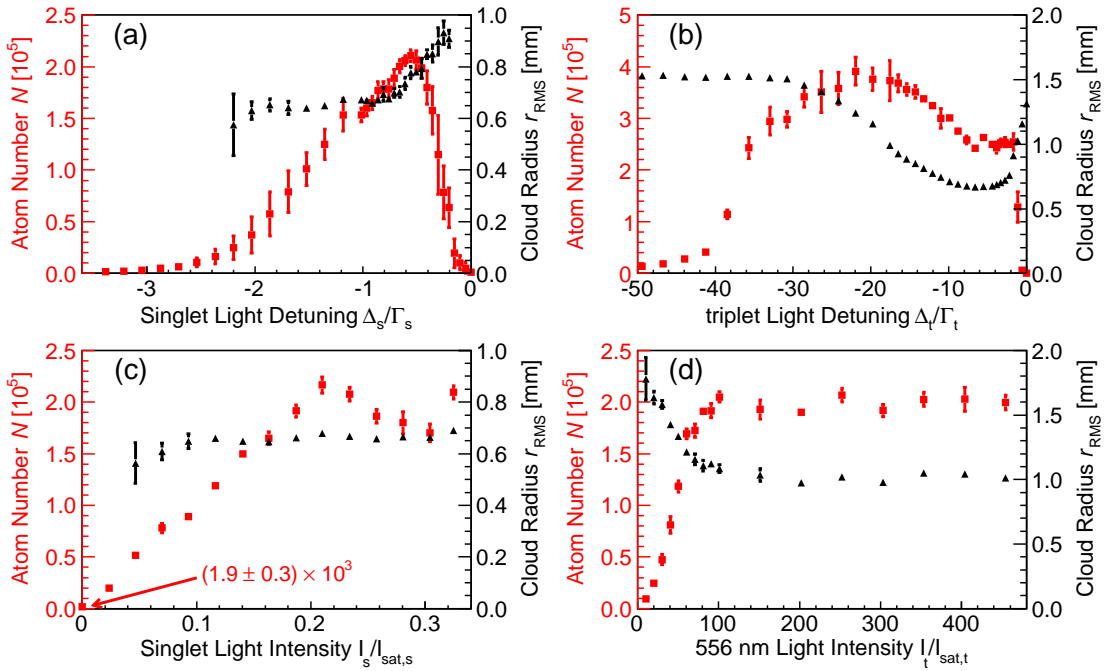 (a)
Atom Number N [10⁵]
2.5
2.0
1.5
1.0
0.5
0.0
-3 -2 -1 0
Singlet Light Detuning Δₛ/Γₛ
1.0
0.8
0.6
0.4
0.2
0.0
Cloud Radius r_RMS [mm]
(b)
Atom Number N [10⁵]
5
4
3
2
1
0
-50 -40 -30 -20 -10 0
triplet Light Detuning Δₜ/Γₜ
2.0
1.5
1.0
0.5
0.0
Cloud Radius r_RMS [mm]
(c)
Atom Number N [10⁵]
2.5
2.0
1.5
1.0
0.5
0.0
(1.9 ± 0.3) × 10³
0.0 0.1 0.2 0.3
Singlet Light Intensity Iₛ/I_sat,s
1.0
0.8
0.6
0.4
0.2
0.0
Cloud Radius r_RMS [mm]
(d)
Atom Number N [10⁵]
2.5
2.0
1.5
1.0
0.5
0.0
0 100 200 300 400
556 nm Light Intensity Iₜ/I_sat,t
2.0
1.5
1.0
0.5
0.0
Cloud Radius r_RMS [mm]